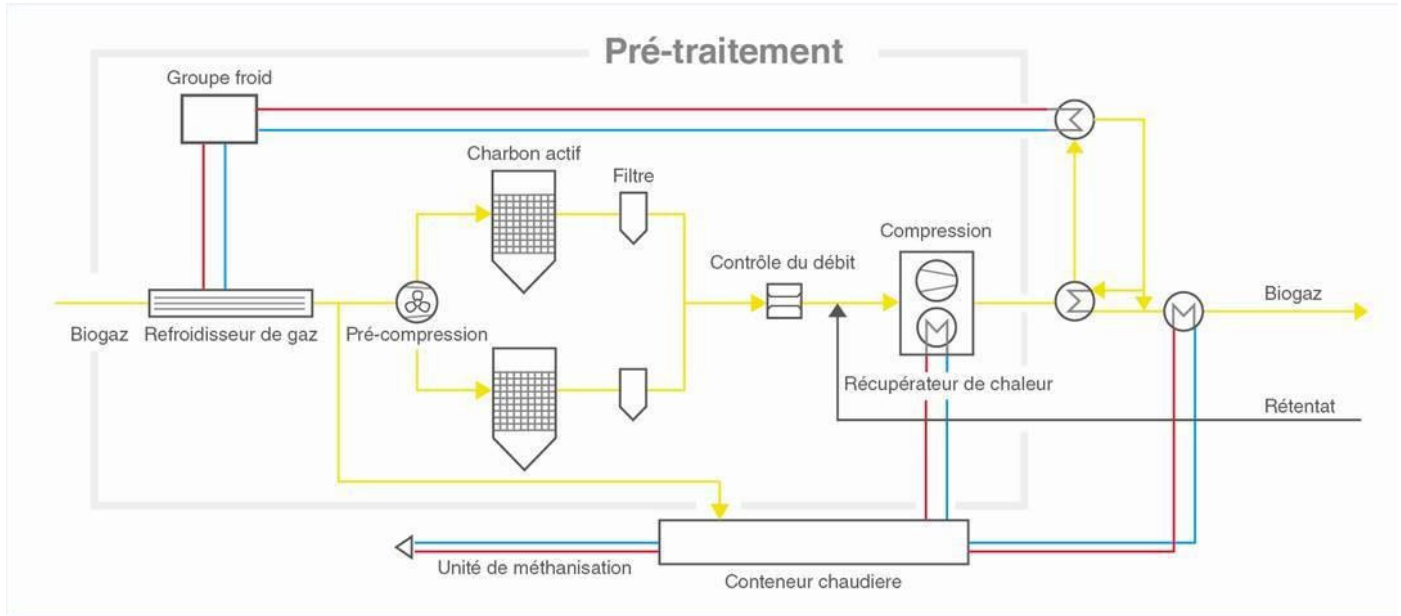 Pré-traitement
Groupe froid
Charbon actif
Filtre
Compression
Contrôle du débit
Biogaz
Biogaz
Refroidisseur de gaz
Pré-compression
Récupérateur de chaleur
Rétentat
Unité de méthanisation
Conteneur chaudiere